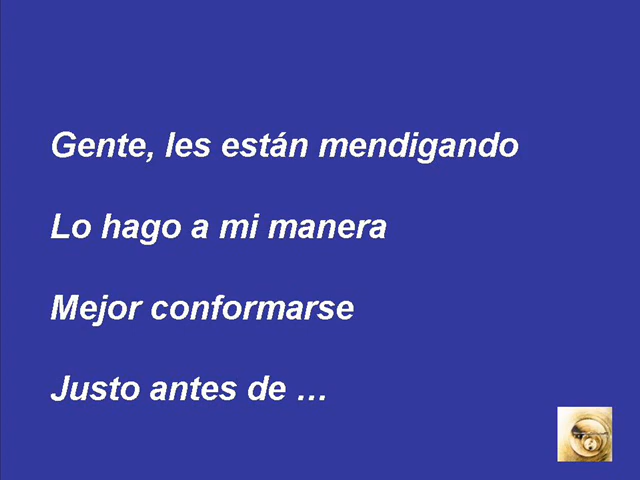 Gente, les están mendigando
Lo hago a mi manera
Mejor conformarse
Justo antes de …